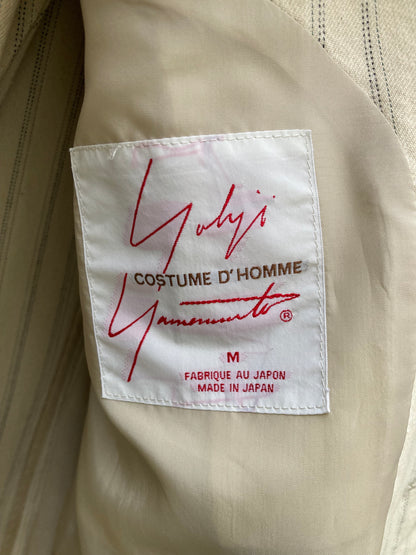 Yohji
COSTUME D'HOMME
Yamamoto ®
M
FABRIQUE AU JAPON
MADE IN JAPAN